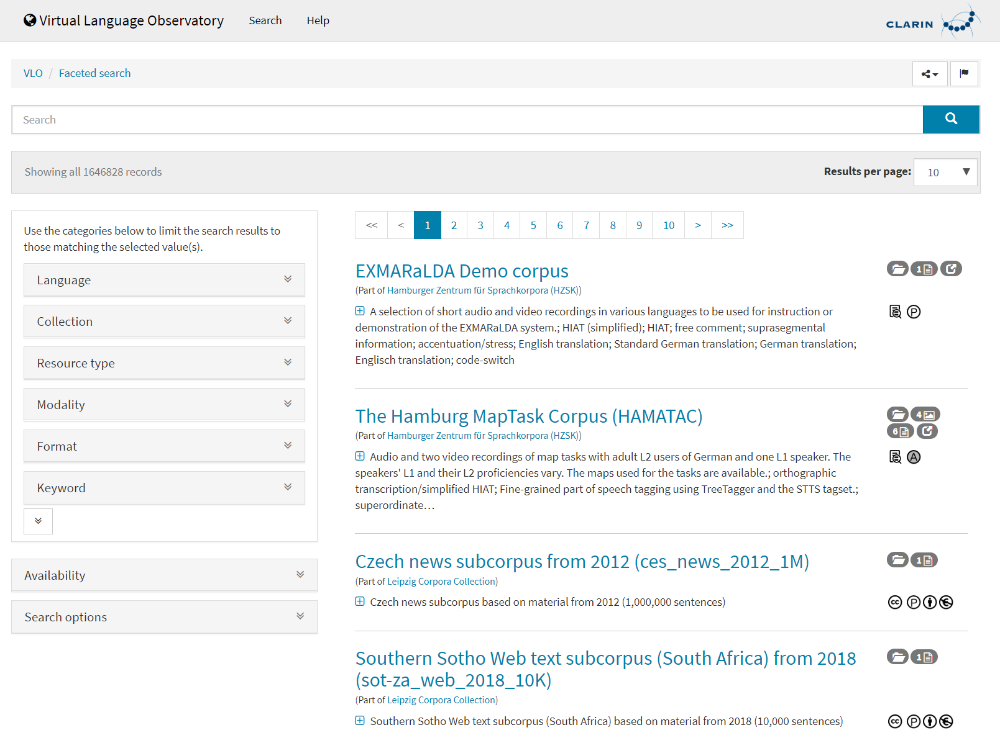 Virtual Language Observatory Search Help CLARIN
VLO / Faceted search
Search
Showing all 1646828 records
Results per page: 10
Use the categories below to limit the search results to
those matching the selected value(s).
Language
Collection
Resource type
Modality
Format
Keyword
Availability
Search options
<< < 1 2 3 4 5 6 7 8 9 10 > >>
EXMARaLDA Demo corpus
1
(Part of Hamburger Zentrum für Sprachkorpora (HZSK))
A selection of short audio and video recordings in various languages to be used for instruction or
demonstration of the EXMARaLDA system.; HIAT (simplified); HIAT; free comment; suprasegmental
information; accentuation/stress; English translation; Standard German translation; German translation;
Englisch translation; code-switch
P
The Hamburg MapTask Corpus (HAMATAC)
4
6
(Part of Hamburger Zentrum für Sprachkorpora (HZSK))
Audio and two video recordings of map tasks with adult L2 users of German and one L1 speaker. The
speakers' L1 and their L2 proficiencies vary. The maps used for the tasks are available.; orthographic
transcription/simplified HIAT; Fine-grained part of speech tagging using TreeTagger and the STTS tagset.;
superordinate…
A
Czech news subcorpus from 2012 (ces_news_2012_1M)
1
(Part of Leipzig Corpora Collection)
Czech news subcorpus based on material from 2012 (1,000,000 sentences)
cc P
Southern Sotho Web text subcorpus (South Africa) from 2018
(sot-za_web_2018_10K)
1
(Part of Leipzig Corpora Collection)
Southern Sotho Web text subcorpus (South Africa) based on material from 2018 (10,000 sentences)
cc P